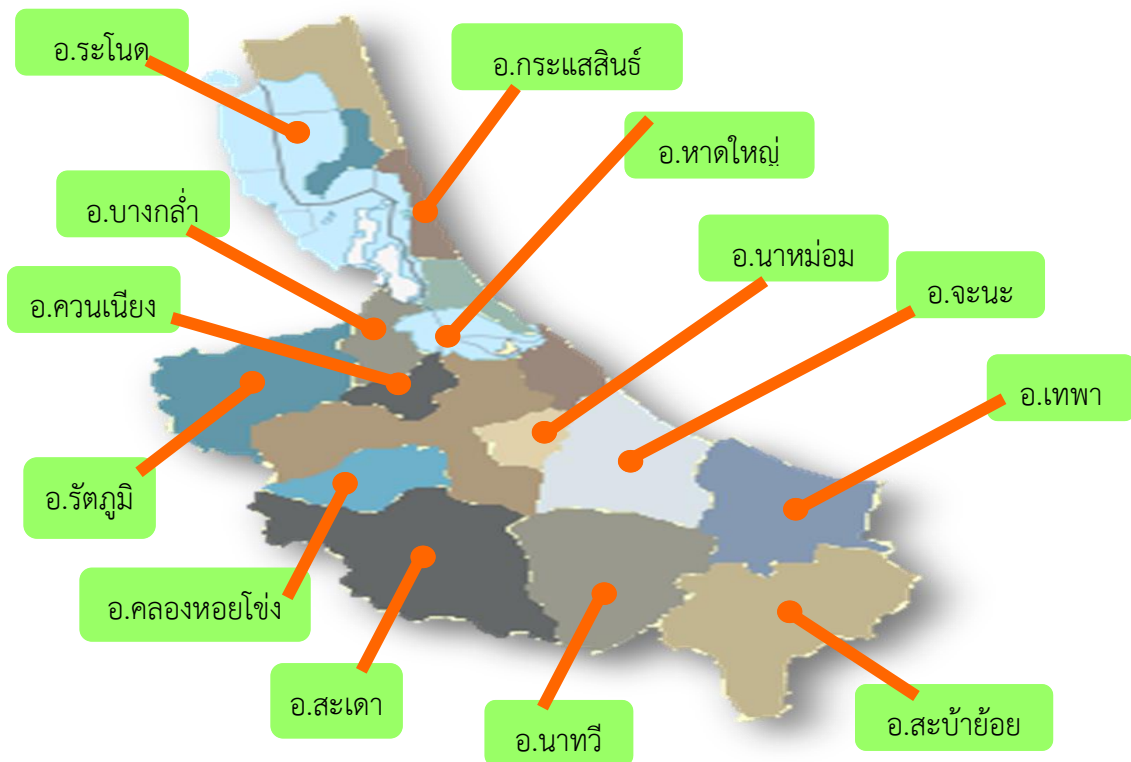 อ.ระโนด
อ.กระแสสินธ์
อ.หาดใหญ่
อ.บางกล่ำ
อ.นาหม่อม
อ.จะนะ
อ.ควนเนียง
อ.เทพา
อ.รัตภูมิ
อ.คลองหอยโข่ง
อ.สะเดา
อ.นาทวี
อ.สะบ้าย้อย